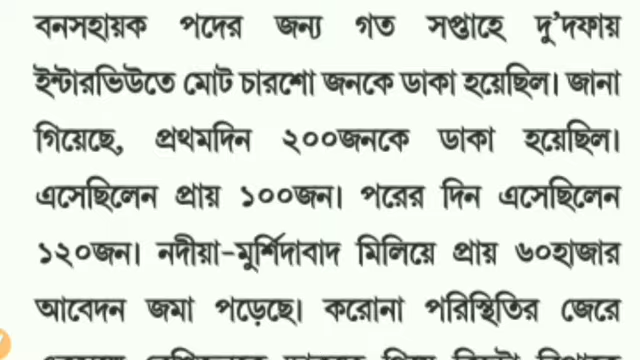 বনসহায়ক পদের জন্য গত সপ্তাহে দু'দফায়
ইন্টারভিউতে মোট চারশো জনকে ডাকা হয়েছিল। জানা
গিয়েছে, প্রথমদিন ২০০জনকে ডাকা হয়েছিল।
এসেছিলেন প্রায় ১০০জন। পরের দিন এসেছিলেন
১২০জন। নদীয়া-মুর্শিদাবাদ মিলিয়ে প্রায় ৬০হাজার
আবেদন জমা পড়েছে। করোনা পরিস্থিতির জেরে